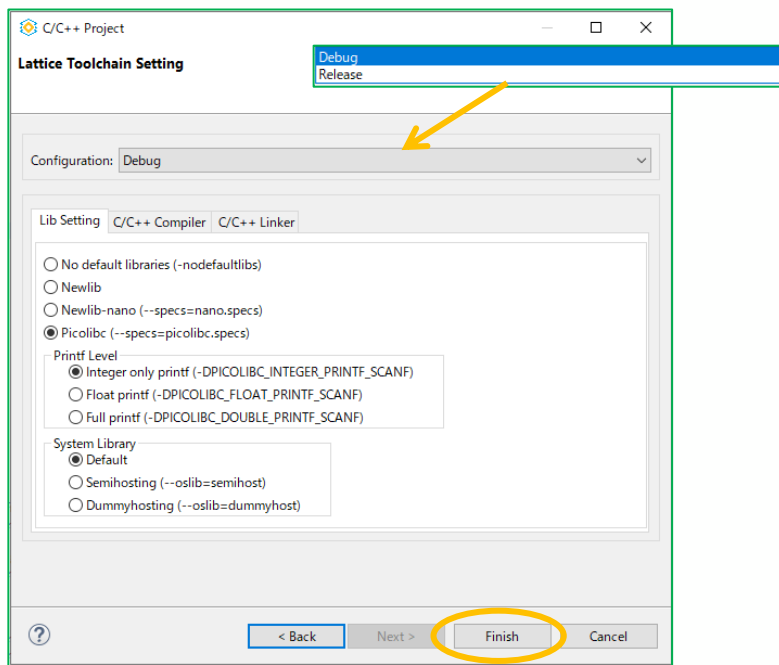 C/C++ Project
Lattice Toolchain Setting
Debug
Release
Configuration: Debug
Lib Setting C/C++ Compiler C/C++ Linker
No default libraries (-nodefaultlibs)
Newlib
Newlib-nano (--specs=nano.specs)
Picolibc (--specs=picolibc.specs)
Printf Level
Integer only printf (-DPICOLIBC_INTEGER_PRINTF_SCANF)
Float printf (-DPICOLIBC_FLOAT_PRINTF_SCANF)
Full printf (-DPICOLIBC_DOUBLE_PRINTF_SCANF)
System Library
Default
Semihosting (--oslib=semihost)
Dummyhosting (--oslib=dummyhost)
? < Back Next > Finish Cancel